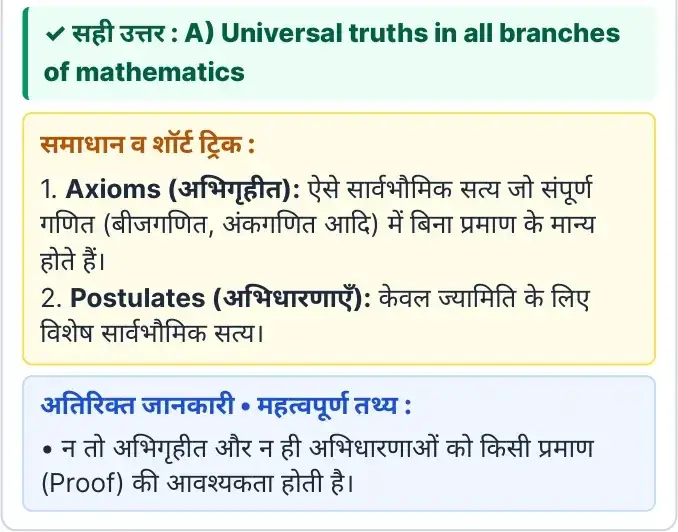 ✓ सही उत्तर : A) Universal truths in all branches
of mathematics
समाधान व शॉर्ट ट्रिक :
1. Axioms (अभिगृहीत): ऐसे सार्वभौमिक सत्य जो संपूर्ण
गणित (बीजगणित, अंकगणित आदि) में बिना प्रमाण के मान्य
होते हैं।
2. Postulates (अभिधारणाएँ): केवल ज्यामिति के लिए
विशेष सार्वभौमिक सत्य।
अतिरिक्त जानकारी • महत्वपूर्ण तथ्य :
• न तो अभिगृहीत और न ही अभिधारणाओं को किसी प्रमाण
(Proof) की आवश्यकता होती है।